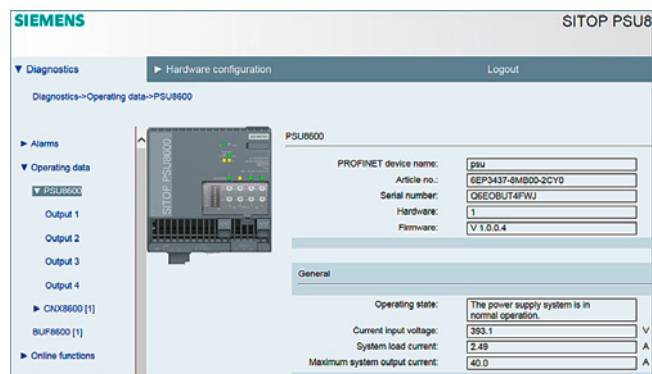 SIEMENS
SITOP PSU8
▼ Diagnostics
► Hardware configuration
Logout
Diagnostics->Operating data->PSU8600
► Alarms
▼ Operating data
▼ PSU8600
Output 1
Output 2
Output 3
Output 4
► CNX8600 [1]
BUF8600 [1]
► Online functions
SITOP PSU8600
PSU8600
PROFINET device name: psu
Article no.: 6EP3437-8MB00-2CY0
Serial number: Q6EOBUT4FWJ
Hardware: 1
Firmware: V 1.0.0.4
General
Operating state: The power supply system is in
normal operation.
Current input voltage: 393.1 V
System load current: 2.49 A
Maximum system output current: 40.0 A